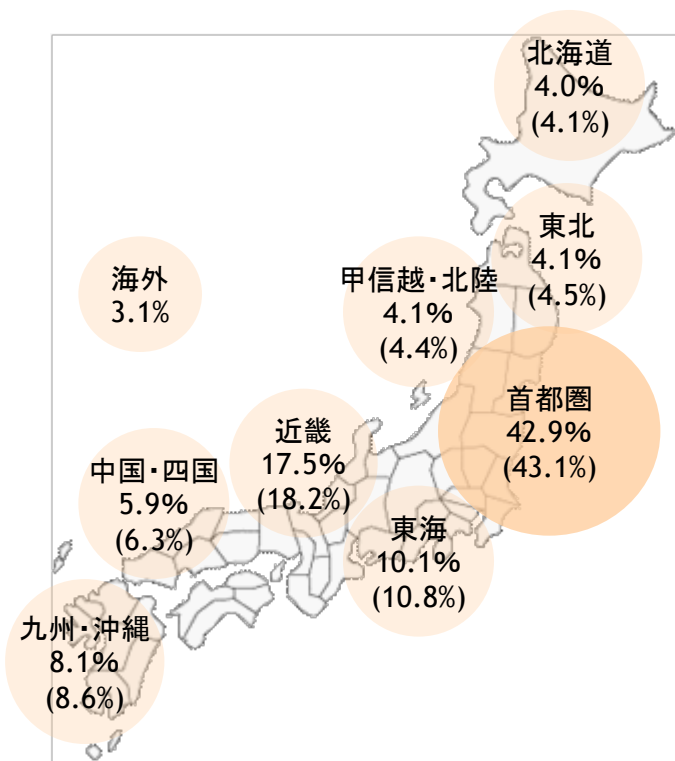 北海道
4.0%
(4.1%)
東北
4.1%
(4.5%)
海外
3.1%
甲信越・北陸
4.1%
(4.4%)
首都圏
42.9%
(43.1%)
近畿
17.5%
(18.2%)
中国・四国
5.9%
(6.3%)
東海
10.1%
(10.8%)
九州・沖縄
8.1%
(8.6%)